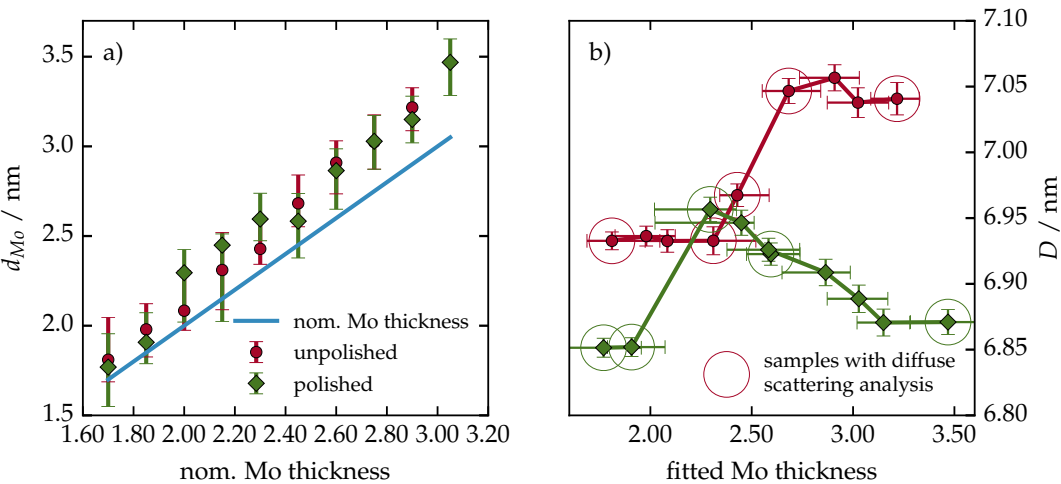 a)
3.5
3.0
2.5
2.0
1.5
d_Mo / nm
nom. Mo thickness
unpolished
polished
1.60 1.80 2.00 2.20 2.40 2.60 2.80 3.00 3.20
nom. Mo thickness
b)
7.10
7.05
7.00
6.95
6.90
6.85
6.80
D / nm
samples with diffuse
scattering analysis
2.00 2.50 3.00 3.50
fitted Mo thickness